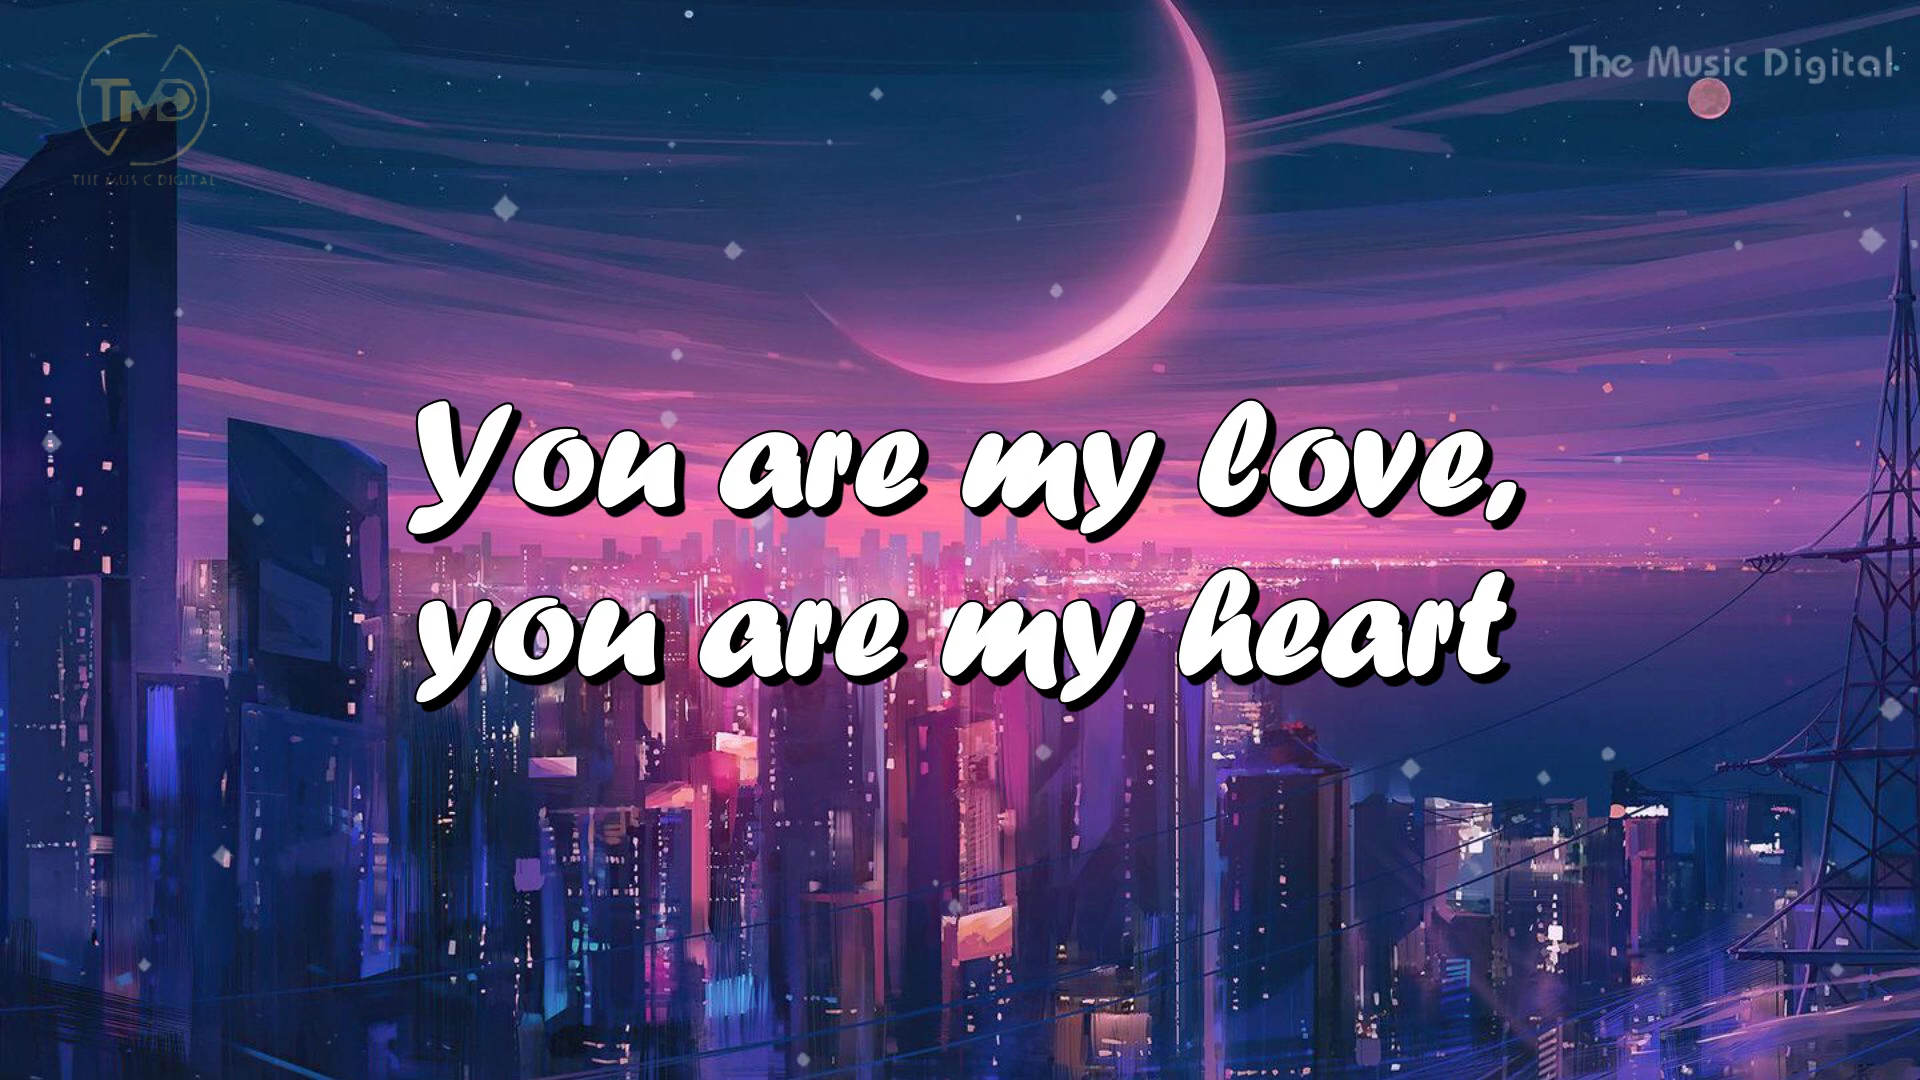 TMD
THE MUSIC DIGITAL
The Music Digital
You are my love,
you are my heart